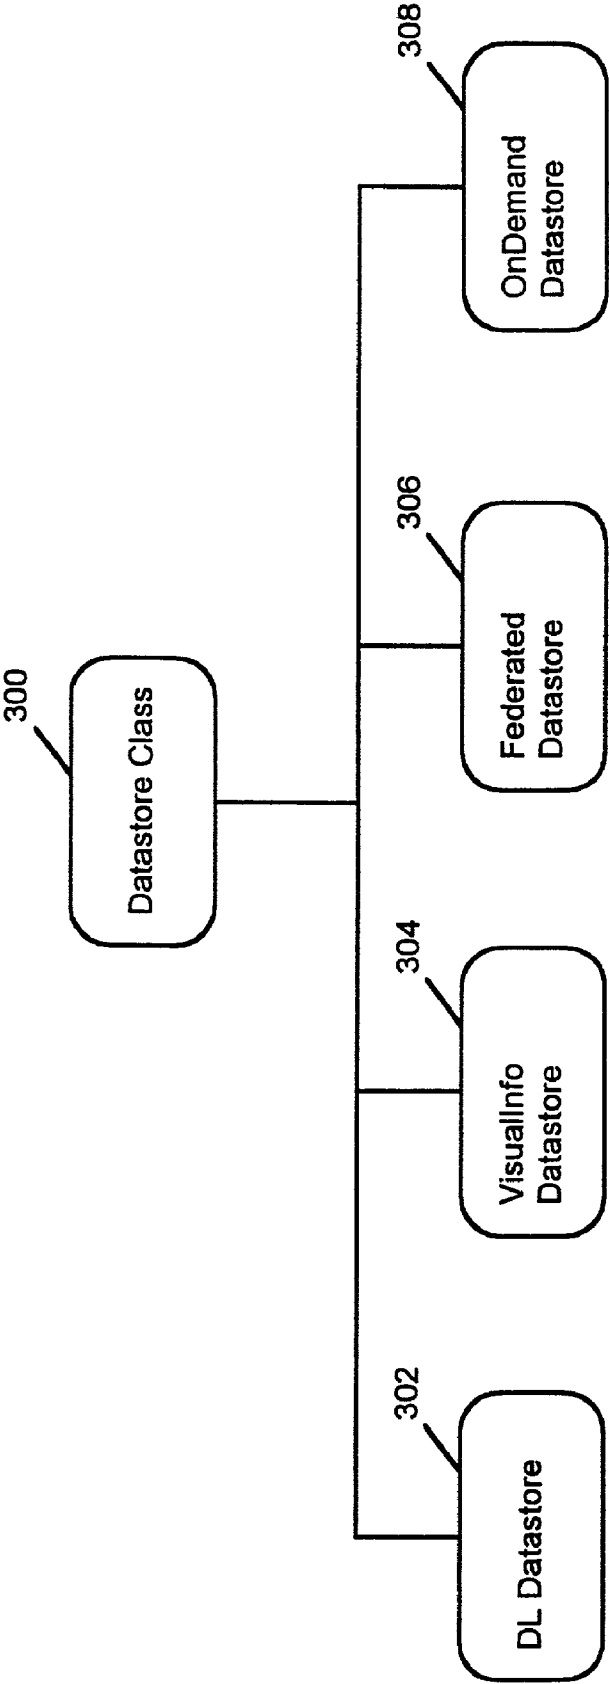 300
Datastore Class
302
DL Datastore
304
VisualInfo
Datastore
306
Federated
Datastore
308
OnDemand
Datastore